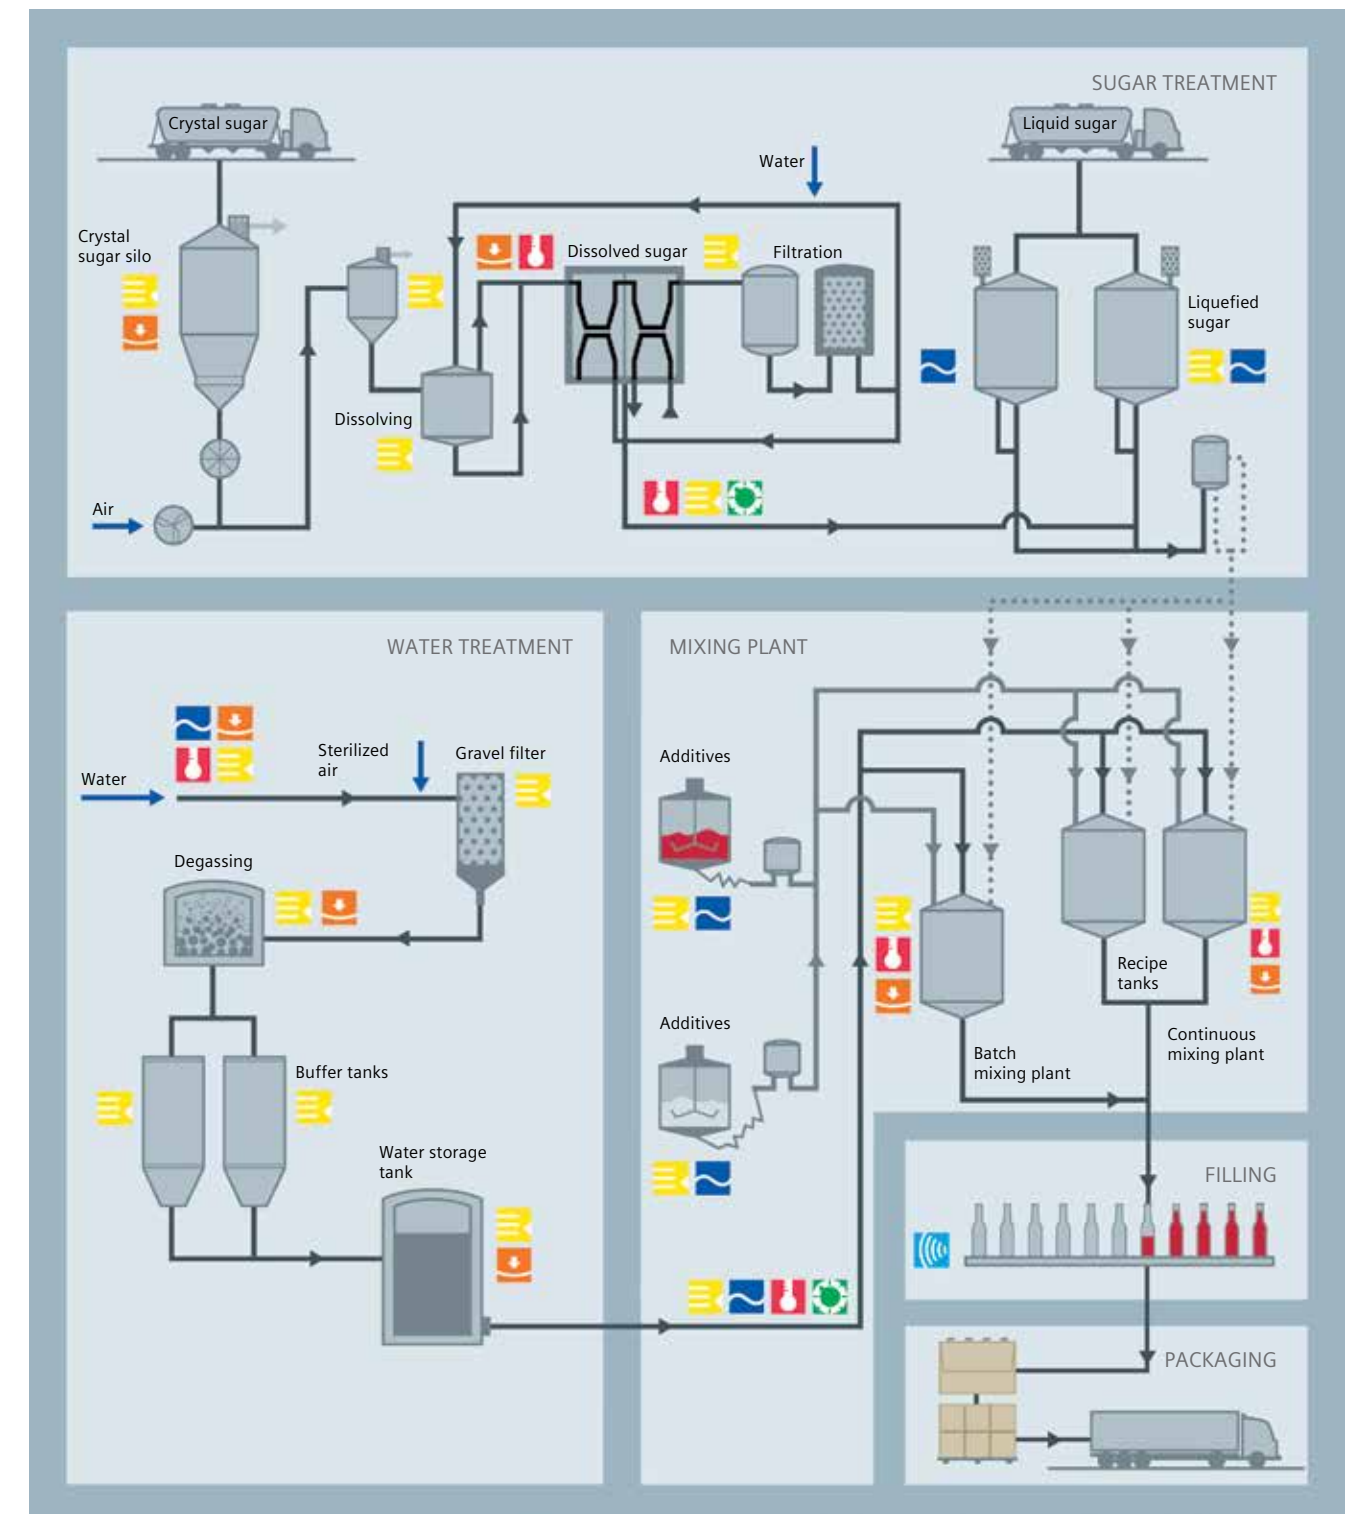 SUGAR TREATMENT
Crystal sugar
Liquid sugar
Water
Crystal
sugar silo
Dissolved sugar
Filtration
Liquefied
sugar
Dissolving
Air
WATER TREATMENT
MIXING PLANT
Sterilized
air
Gravel filter
Water
Additives
Degassing
Recipe
tanks
Additives
Continuous
mixing plant
Batch
mixing plant
Buffer tanks
Water storage
tank
FILLING
PACKAGING